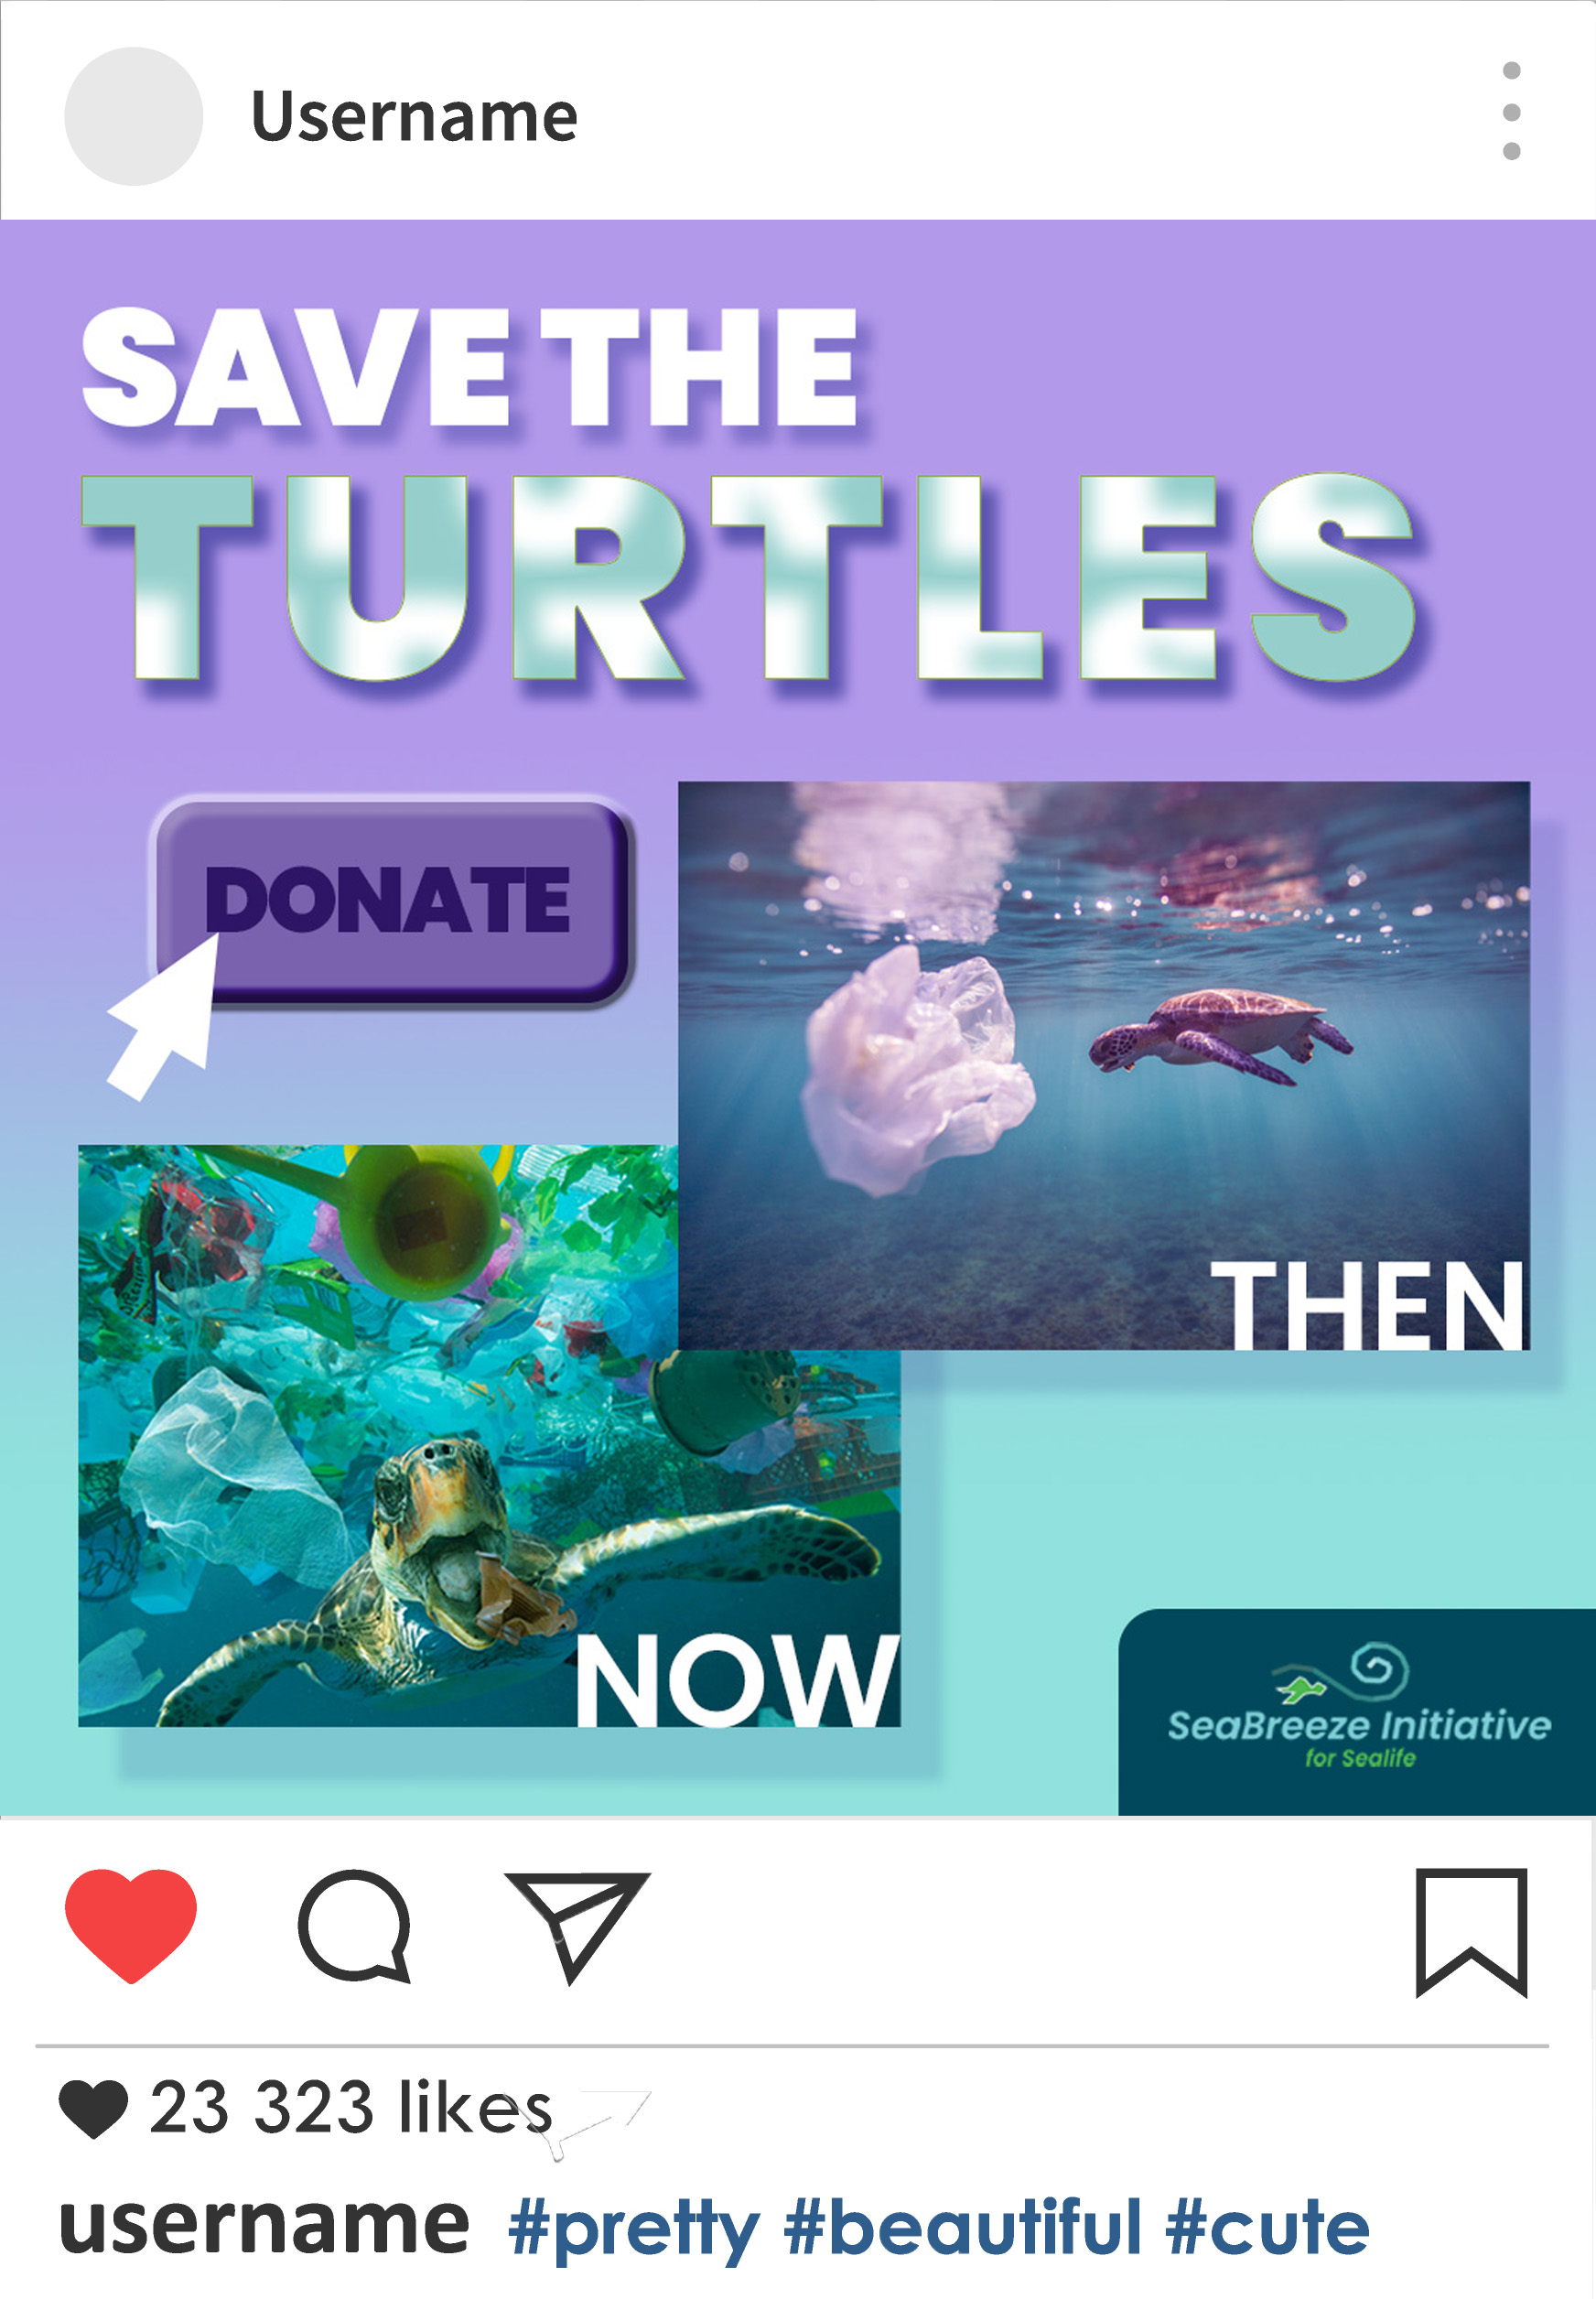 Username
SAVE THE
TURTLES
DONATE
THEN
NOW
SeaBreeze Initiative
for Sealife
23 323 likes
username #pretty #beautiful #cute